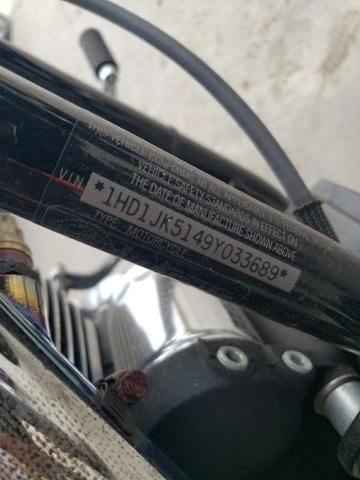 THIS VEHICLE CONFORMS TO ALL APPLICABLE U.S. FEDERAL MOTOR
VEHICLE SAFETY STANDARDS IN EFFECT ON
THE DATE OF MANUFACTURE SHOWN ABOVE
V.I.N. *1HD1JK5149Y033689*
TYPE: MOTORCYCLE